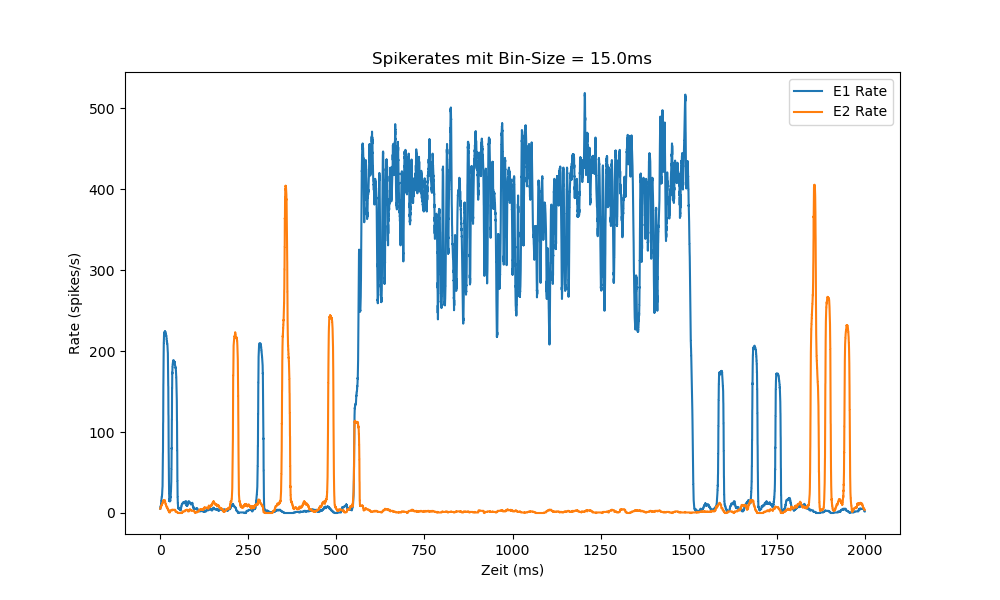 Spikerates mit Bin-Size = 15.0ms
E1 Rate
E2 Rate
500
400
300
200
100
0
Rate (spikes/s)
0 250 500 750 1000 1250 1500 1750 2000
Zeit (ms)